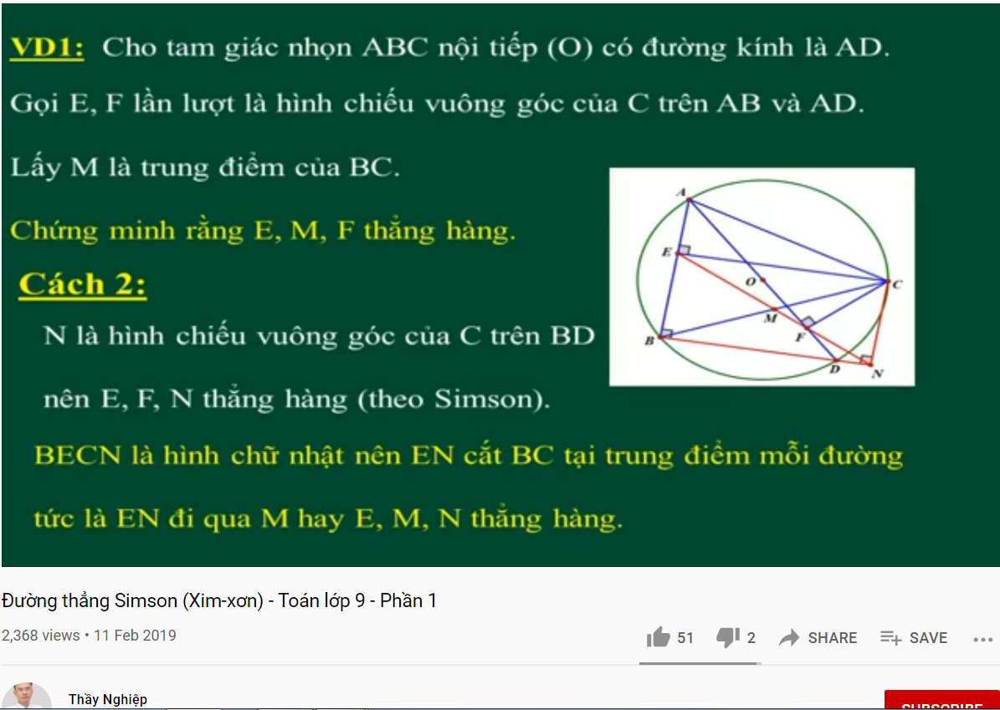 VD1: Cho tam giác nhọn ABC nội tiếp (O) có đường kính là AD.
Gọi E, F lần lượt là hình chiếu vuông góc của C trên AB và AD.
Lấy M là trung điểm của BC.
Chứng minh rằng E, M, F thẳng hàng.
Cách 2:
N là hình chiếu vuông góc của C trên BD
nên E, F, N thẳng hàng (theo Simson).
A
E
O
C
M
B
F
D
N
BECN là hình chữ nhật nên EN cắt BC tại trung điểm mỗi đường
tức là EN đi qua M hay E, M, N thẳng hàng.
Đường thẳng Simson (Xim-xơn) - Toán lớp 9 - Phần 1
2,368 views • 11 Feb 2019
51
2
SHARE
SAVE
Thầy Nghiệp
SUBSCRIBE